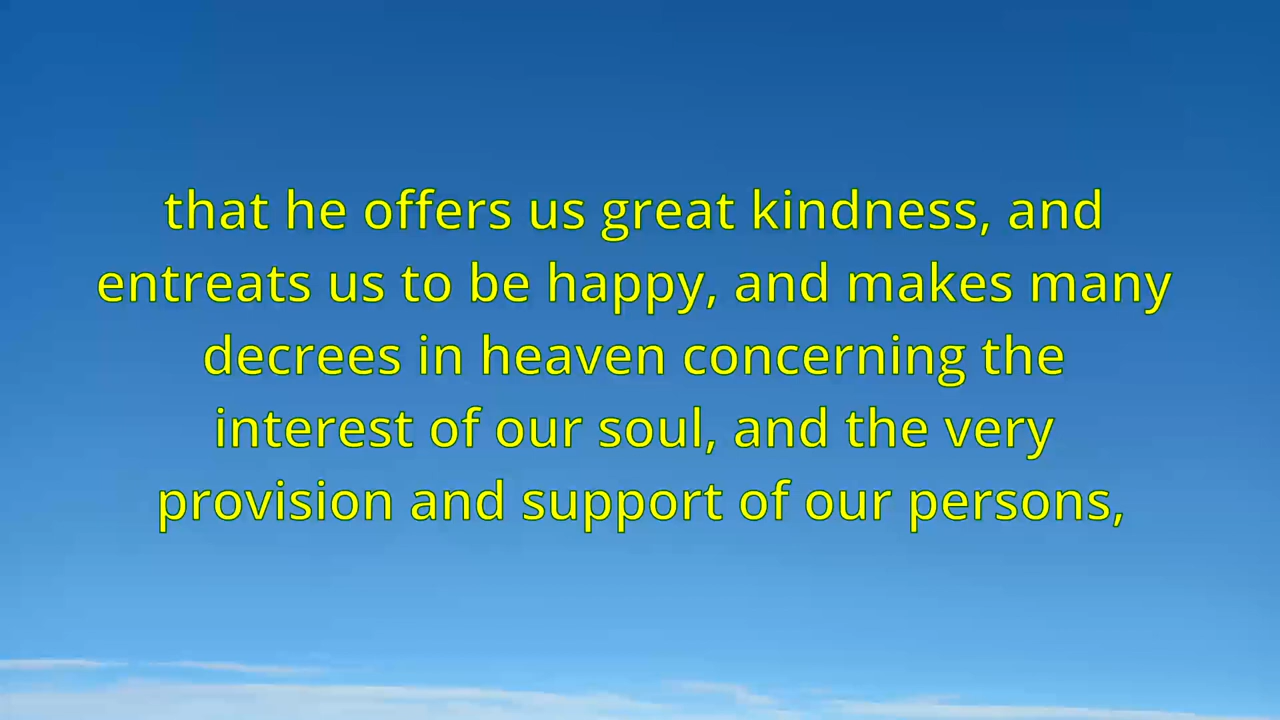 that he offers us great kindness, and
entreats us to be happy, and makes many
decrees in heaven concerning the
interest of our soul, and the very
provision and support of our persons,